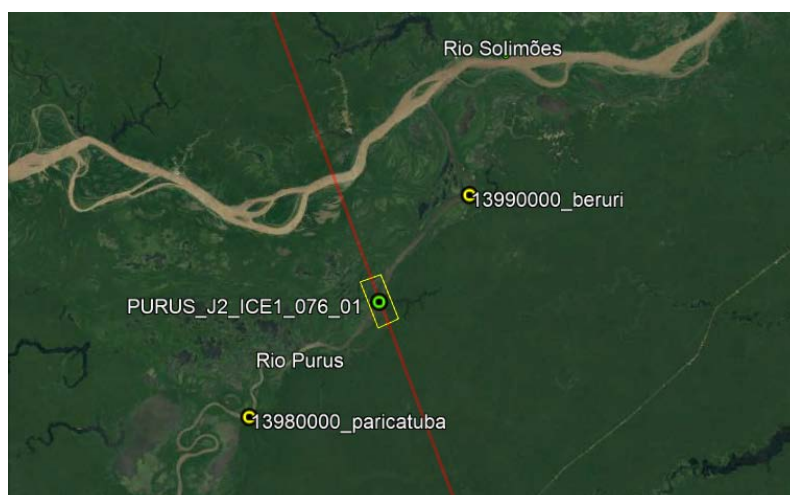 Rio Solimões
13990000_beruri
PURUS_J2_ICE1_076_01
Rio Purus
13980000_paricatuba